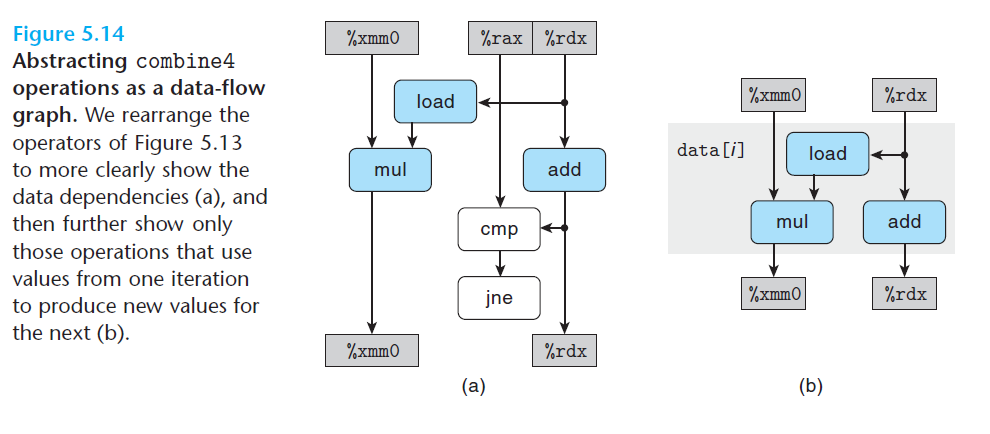 Figure 5.14
Abstracting combine4
operations as a data-flow
graph. We rearrange the
operators of Figure 5.13
to more clearly show the
data dependencies (a), and
then further show only
those operations that use
values from one iteration
to produce new values for
the next (b).
%xmm0
%rax
%rdx
load
mul
add
cmp
jne
%xmm0
%rdx
(a)
%xmm0
%rdx
data[i]
load
mul
add
%xmm0
%rdx
(b)